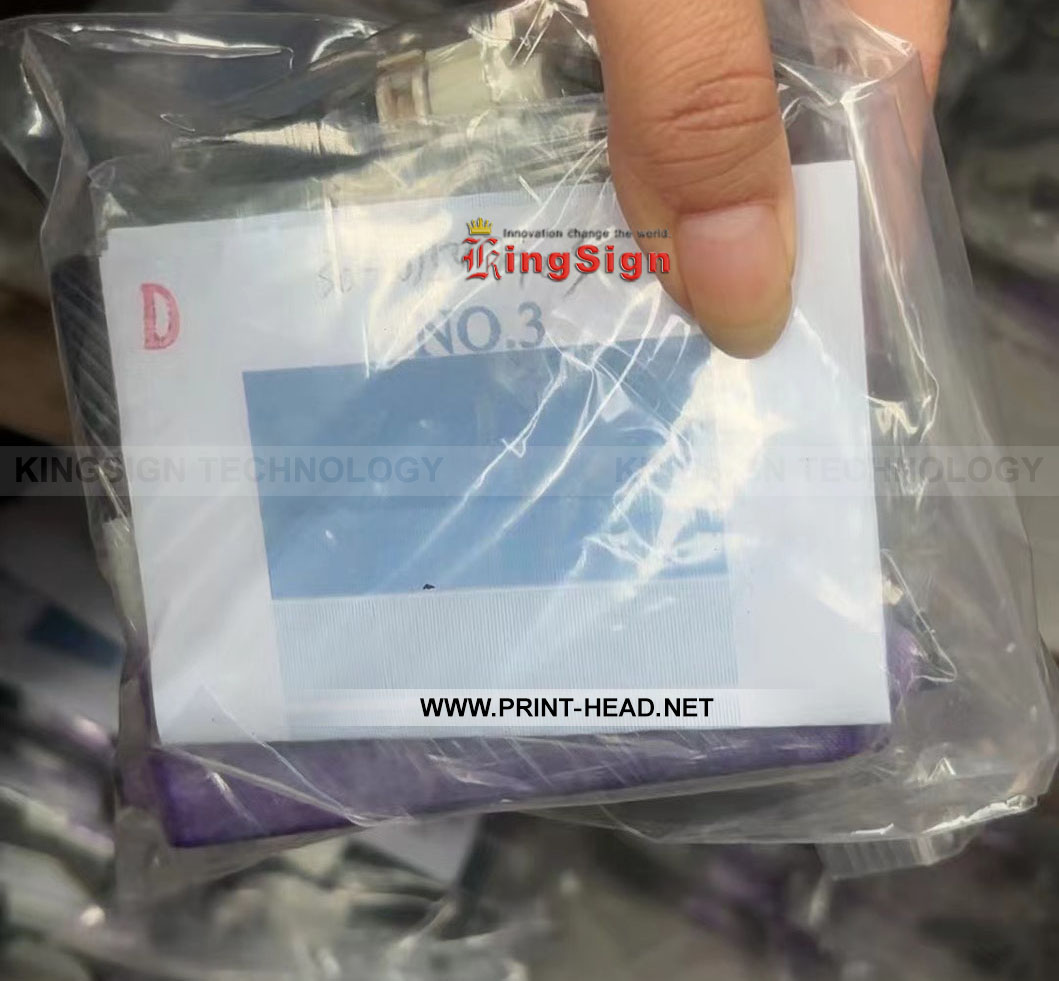 Innovation change the world.
KingSign
D
NO.3
KINGSIGN TECHNOLOGY KINGSIGN TECHNOLOGY
WWW.PRINT-HEAD.NET